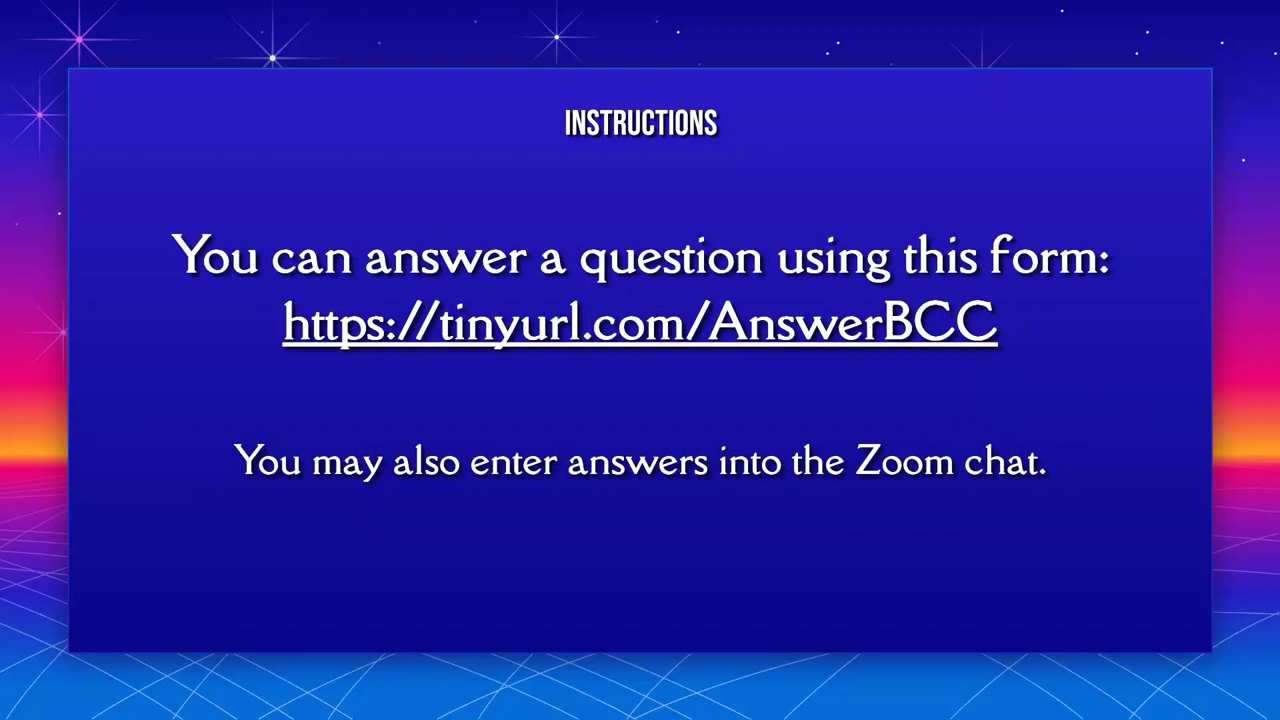 INSTRUCTIONS
You can answer a question using this form:
https://tinyurl.com/AnswerBCC
You may also enter answers into the Zoom chat.